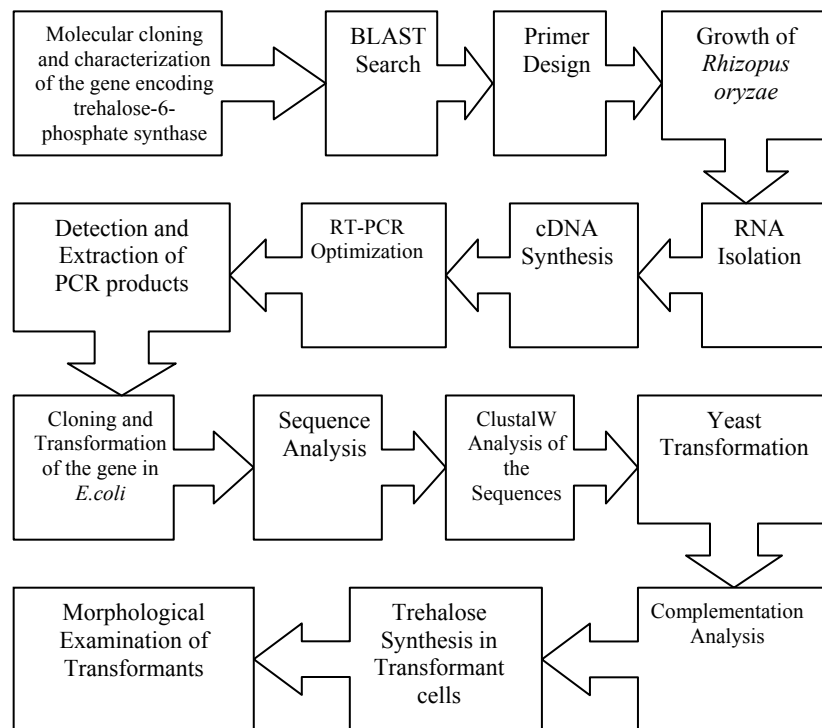 Molecular cloning
and characterization
of the gene encoding
trehalose-6-
phosphate synthase
BLAST
Search
Primer
Design
Growth of
Rhizopus
oryzae
RNA
Isolation
cDNA
Synthesis
RT-PCR
Optimization
Detection and
Extraction of
PCR products
Cloning and
Transformation
of the gene in
E.coli
Sequence
Analysis
ClustalW
Analysis of
the
Sequences
Yeast
Transformation
Complementation
Analysis
Trehalose
Synthesis in
Transformant
cells
Morphological
Examination of
Transformants